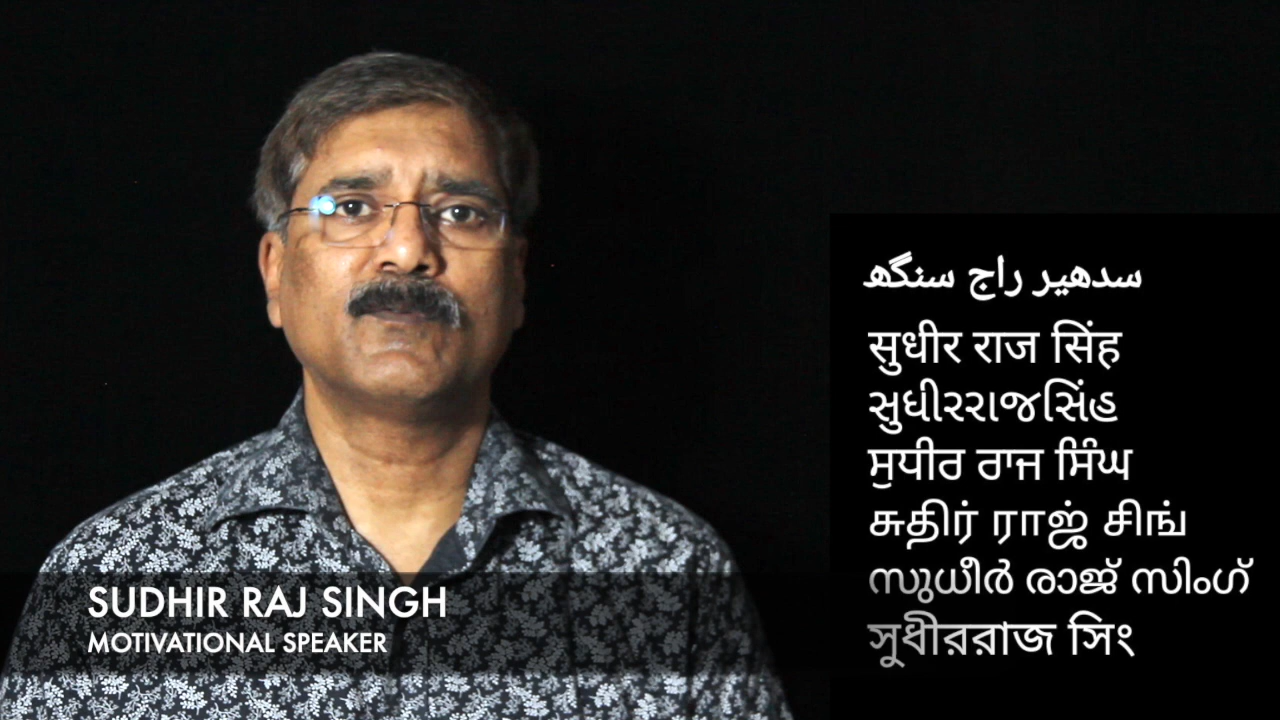 سدھیر راج سنگھ
सुधीर राज सिंह
સુધીરરાજસિંહ
ਸੁਧੀਰ ਰਾਜ ਸਿੰਘ
சுதிர் ராஜ் சிங்
സുധീർ രാജ് സിംഗ്
সুধীররাজ সিং
SUDHIR RAJ SINGH
MOTIVATIONAL SPEAKER